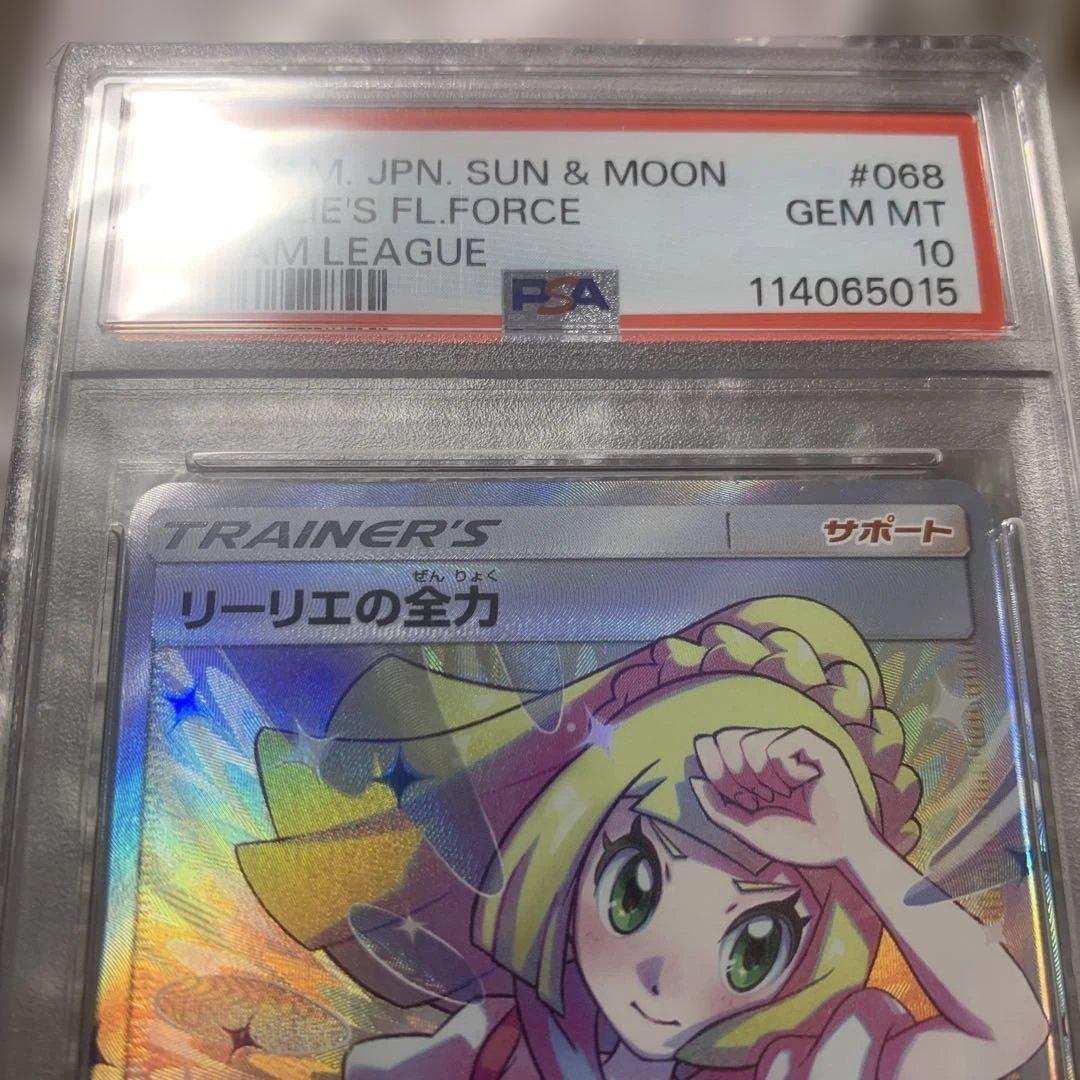 M. JPN. SUN & MOON #068
LIE'S FL.FORCE GEM MT
AM LEAGUE 10
PSA 114065015
TRAINER'S サポート
ぜんりょく
リーリエの全力